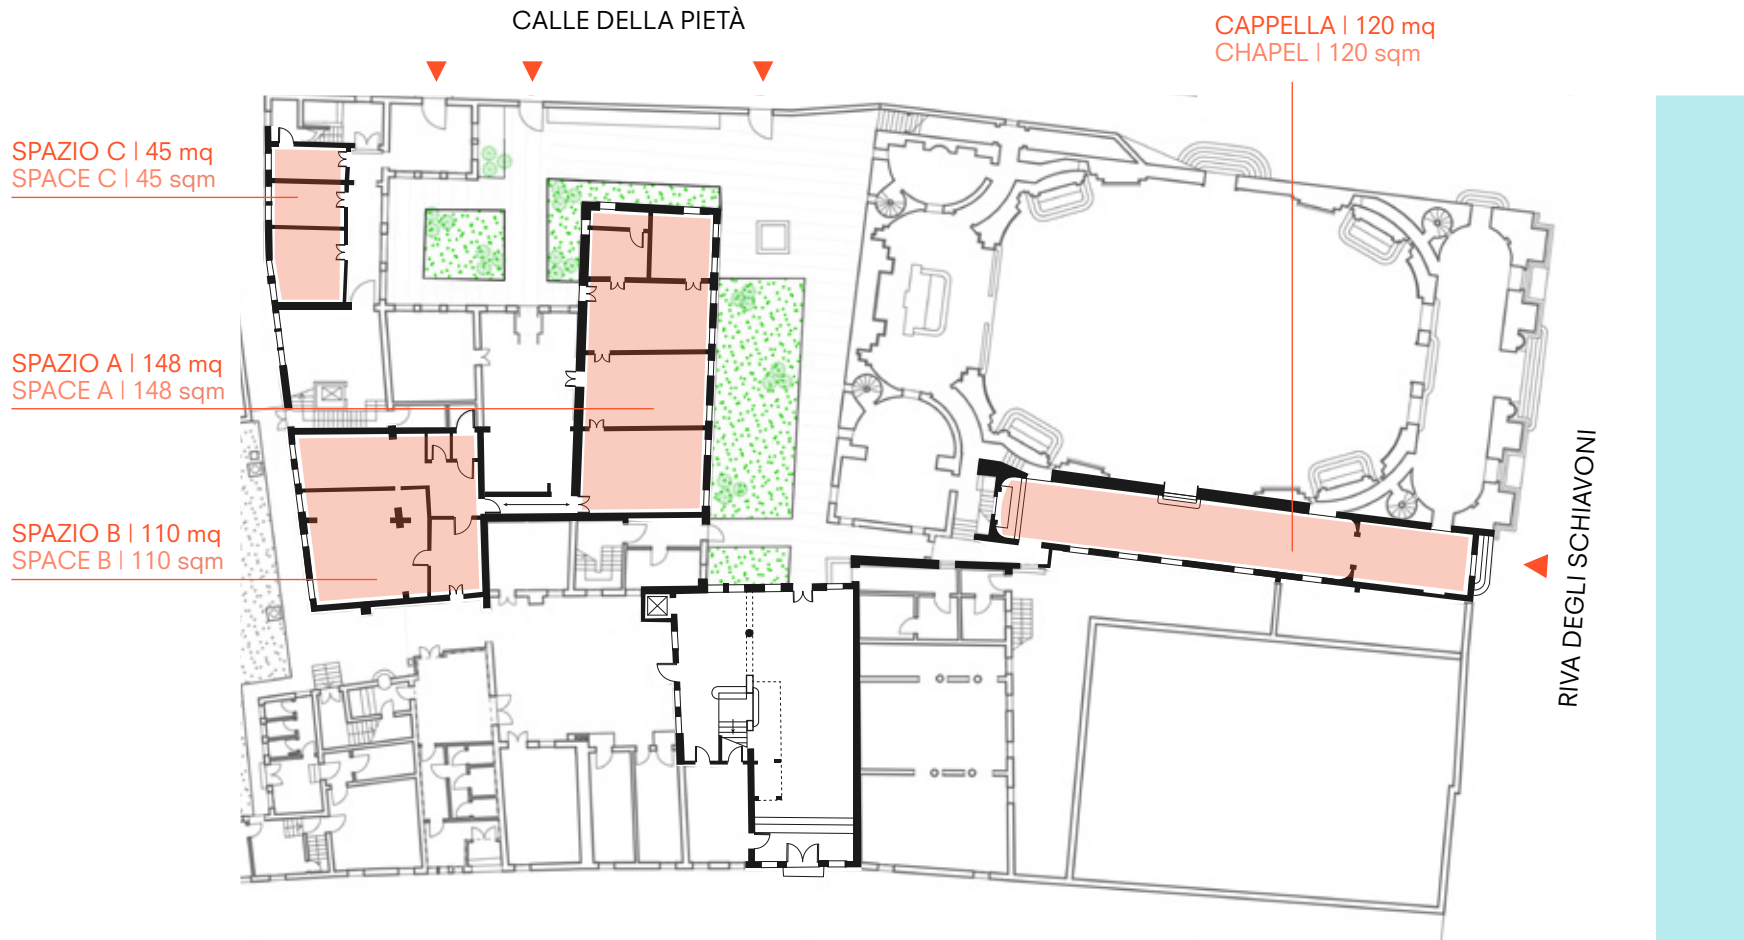 CALLE DELLA PIETÀ
CAPPELLA | 120 mq
CHAPEL | 120 sqm
SPAZIO C | 45 mq
SPACE C | 45 sqm
SPAZIO A | 148 mq
SPACE A | 148 sqm
SPAZIO B | 110 mq
SPACE B | 110 sqm
RIVA DEGLI SCHIAVONI